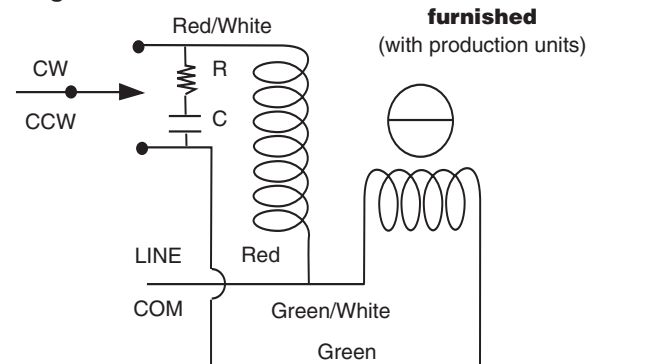 furnished
(with production units)
Red/White
CW
R
CCW
C
LINE
Red
COM
Green/White
Green